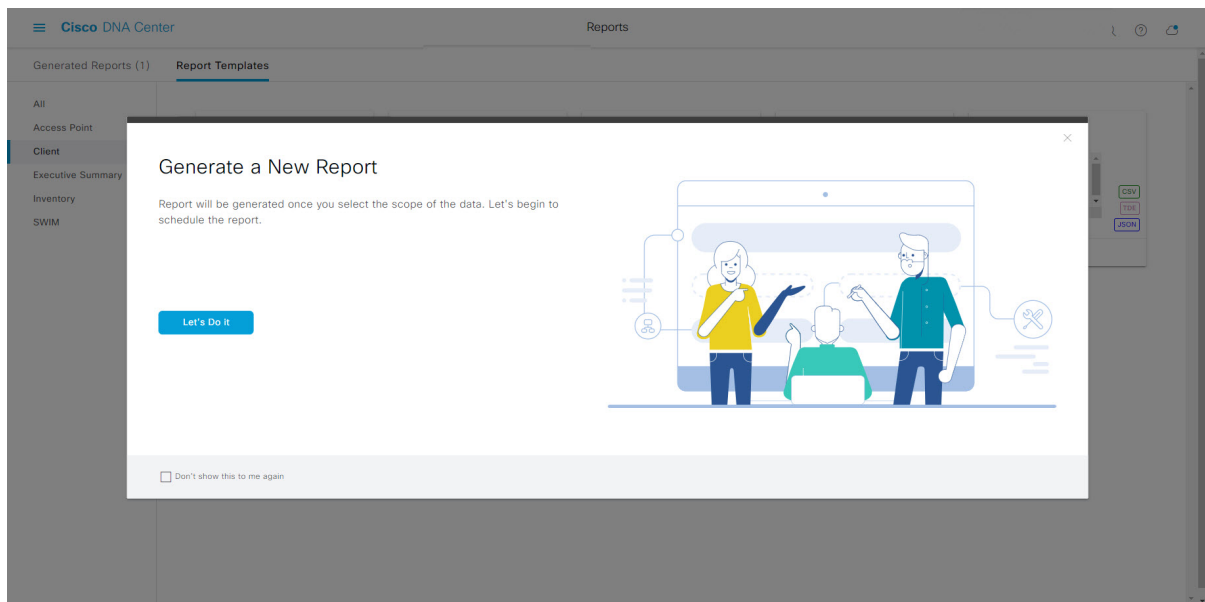 Cisco DNA Center
Reports
Generated Reports (1)
Report Templates
All
Access Point
Client
Executive Summary
Inventory
SWIM
Generate a New Report
Report will be generated once you select the scope of the data. Let's begin to
schedule the report.
Let's Do it
Don't show this to me again
CSV
TDE
JSON